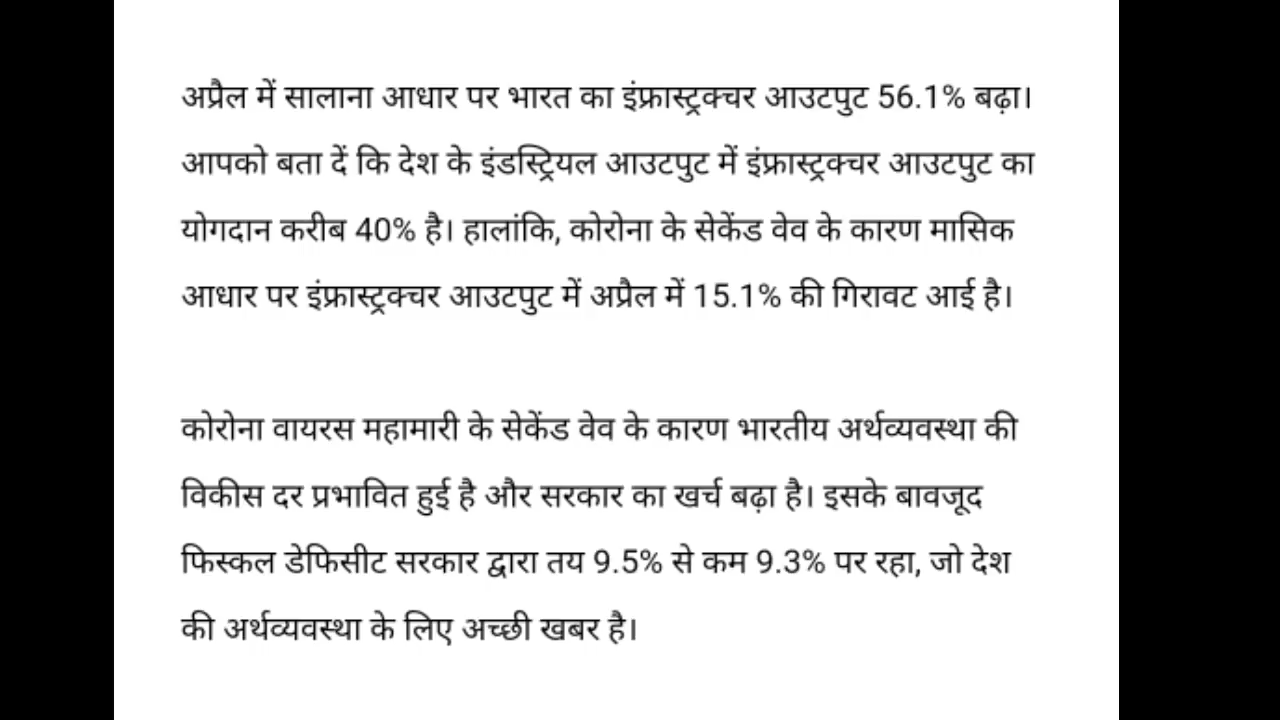 अप्रैल में सालाना आधार पर भारत का इंफ्रास्ट्रक्चर आउटपुट 56.1% बढ़ा।
आपको बता दें कि देश के इंडस्ट्रियल आउटपुट में इंफ्रास्ट्रक्चर आउटपुट का
योगदान करीब 40% है। हालांकि, कोरोना के सेकेंड वेव के कारण मासिक
आधार पर इंफ्रास्ट्रक्चर आउटपुट में अप्रैल में 15.1% की गिरावट आई है।
कोरोना वायरस महामारी के सेकेंड वेव के कारण भारतीय अर्थव्यवस्था की
विकीस दर प्रभावित हुई है और सरकार का खर्च बढ़ा है। इसके बावजूद
फिस्कल डेफिसीट सरकार द्वारा तय 9.5% से कम 9.3% पर रहा, जो देश
की अर्थव्यवस्था के लिए अच्छी खबर है।